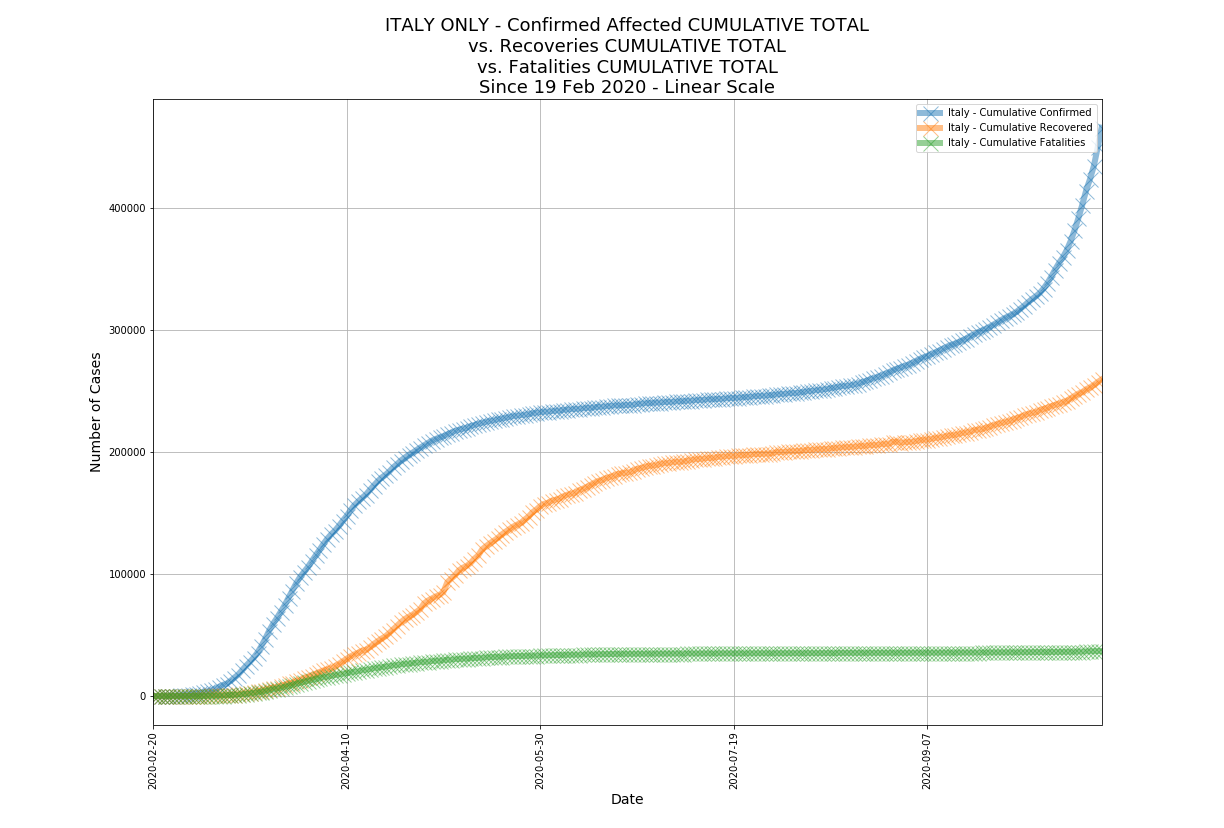 ITALY ONLY - Confirmed Affected CUMULATIVE TOTAL
vs. Recoveries CUMULATIVE TOTAL
vs. Fatalities CUMULATIVE TOTAL
Since 19 Feb 2020 - Linear Scale
Italy - Cumulative Confirmed
Italy - Cumulative Recovered
Italy - Cumulative Fatalities
Number of Cases
400000
300000
200000
100000
0
2020-02-20
2020-04-10
2020-05-30
2020-07-19
2020-09-07
Date